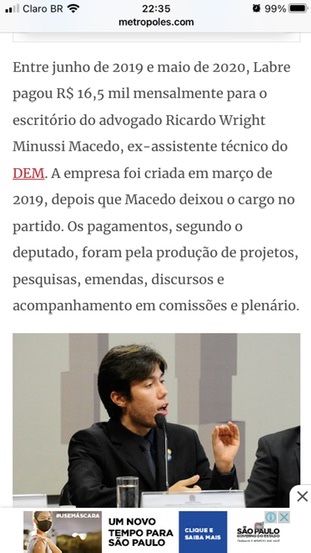 Claro BR 22:35 99%
metropoles.com
Entre junho de 2019 e maio de 2020, Labre
pagou R$ 16,5 mil mensalmente para o
escritório do advogado Ricardo Wright
Minussi Macedo, ex-assistente técnico do
DEM. A empresa foi criada em março de
2019, depois que Macedo deixou o cargo no
partido. Os pagamentos, segundo o
deputado, foram pela produção de projetos,
pesquisas, emendas, discursos e
acompanhamento em comissões e plenário.
#USEMÁSCARA
UM NOVO
TEMPO PARA
SÃO PAULO
CLIQUE E
SAIBA MAIS
SÃO PAULO
GOVERNO DO ESTADO